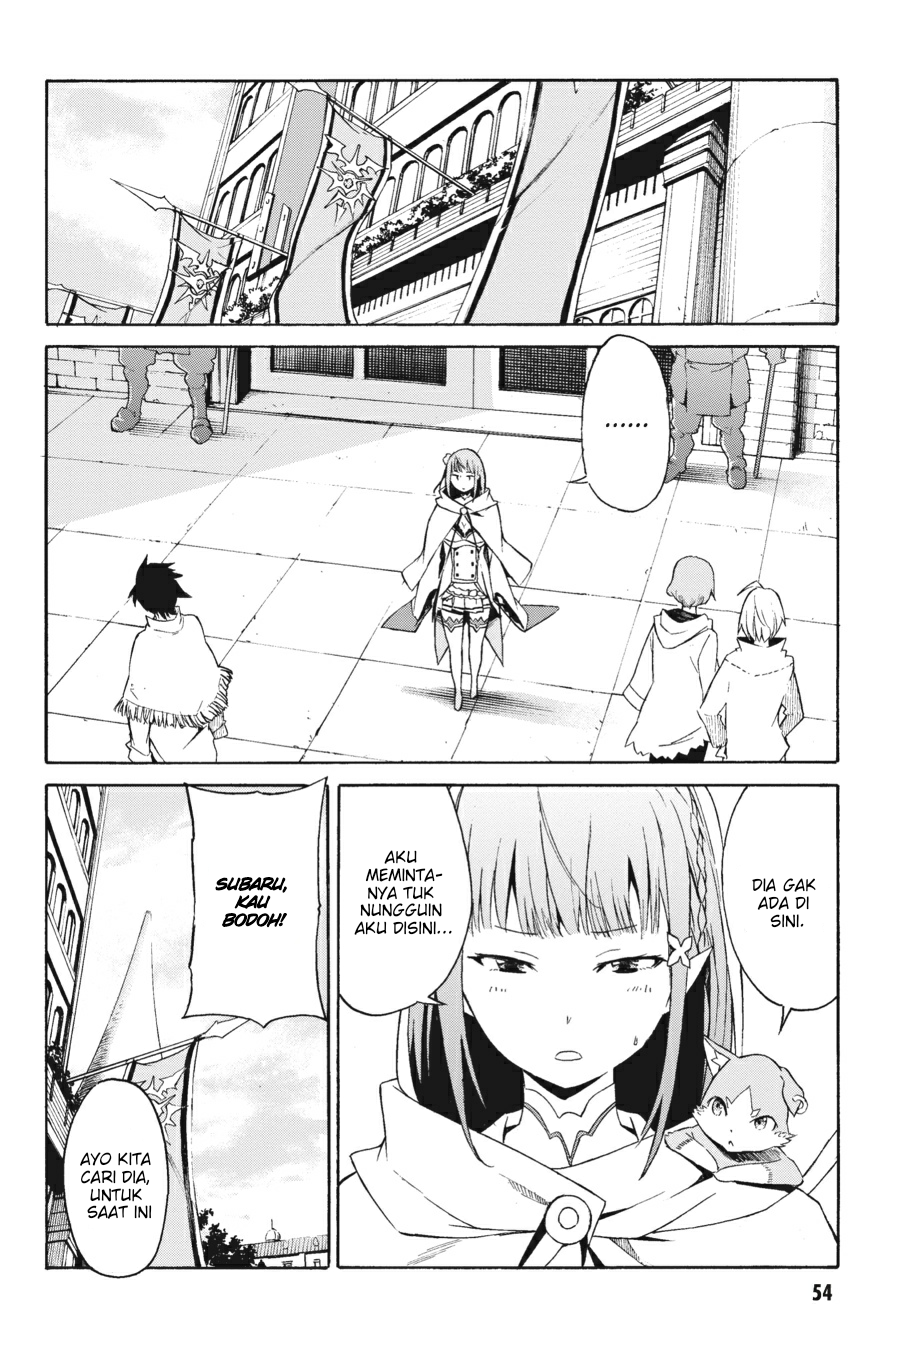 ......
DIA GAK
ADA DI
SINI.
AKU
MEMINTA-
NYA TUK
NUNGGUIN
AKU DISINI...
SUBARU,
KAU
BODOH!
AYO KITA
CARI DIA,
UNTUK
SAAT INI
54